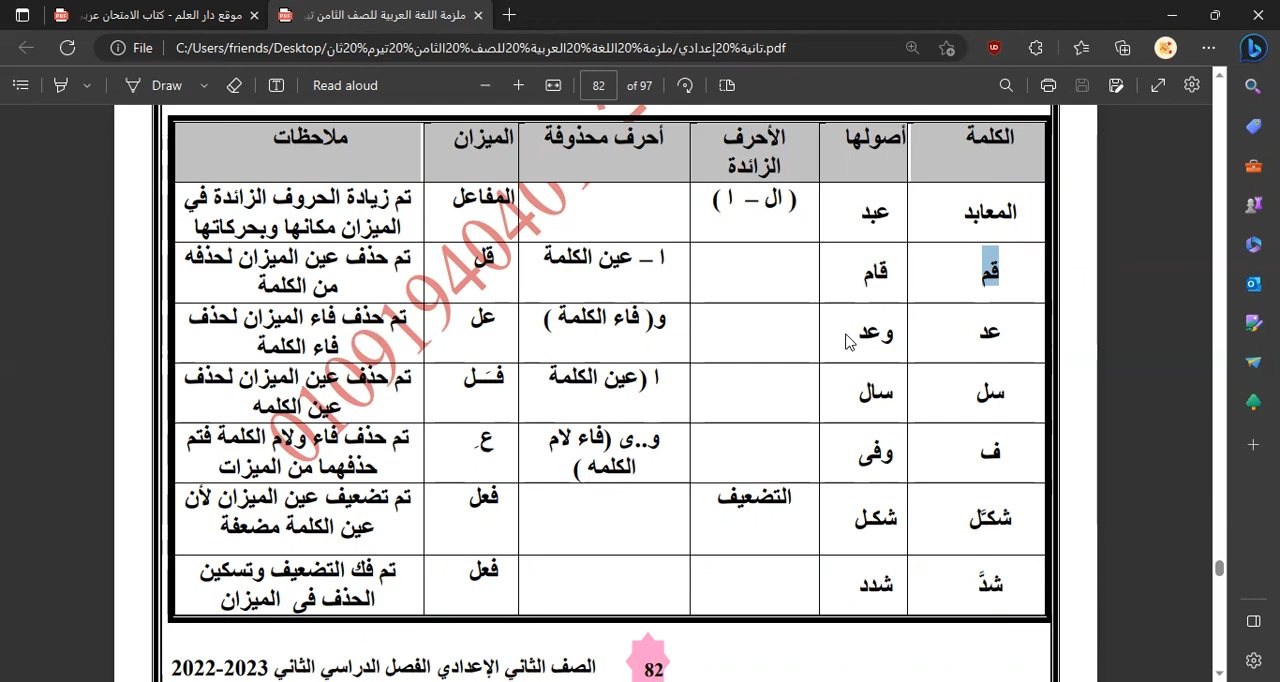 موقع دار العلم - كتاب الامتحان عربي
ملزمة اللغة العربية للصف الثامن تير
File
C:/Users/friends/Desktop/تانية%20إعدادي/ملزمة%20اللغة%20العربية%20للصف%20الثامن%20تيرم%20ثان.pdf
Draw
Read aloud
82 of 97
الكلمة أصولها الأحرف الزائدة أحرف محذوفة الميزان ملاحظات
المعابد عبد ( ال – ا ) المفاعل تم زيادة الحروف الزائدة في
الميزان مكانها وبحركاتها
قم قام ا – عين الكلمة قل تم حذف عين الميزان لحذفه
من الكلمة
عد وعد و( فاء الكلمة ) عل تم حذف فاء الميزان لحذف
فاء الكلمة
سل سال ا (عين الكلمة فَـــل تم حذف عين الميزان لحذف
عين الكلمه
ف وفى و..ى (فاء لام الكلمه ) عِ تم حذف فاء ولام الكلمة فتم
حذفهما من الميزات
شكَّل شكل التضعيف فعل تم تضعيف عين الميزان لأن
عين الكلمة مضعفة
شدَّ شدد فعل تم فك التضعيف وتسكين
الحذف فى الميزان
01091940401
الصف الثاني الإعدادي الفصل الدراسي الثاني 2023-2022
82